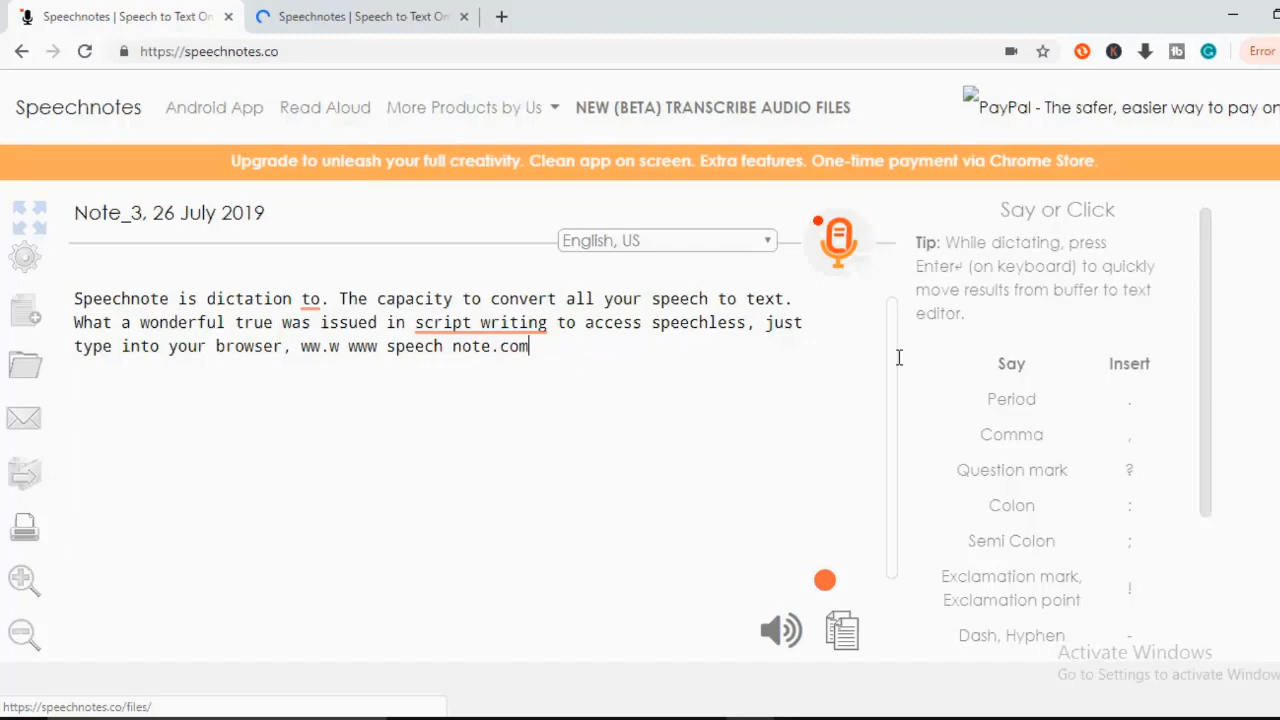 Speechnotes | Speech to Text On
Speechnotes | Speech to Text On
https://speechnotes.co
Error
Speechnotes
Android App
Read Aloud
More Products by Us
NEW (BETA) TRANSCRIBE AUDIO FILES
PayPal - The safer, easier way to pay on
Upgrade to unleash your full creativity. Clean app on screen. Extra features. One-time payment via Chrome Store.
Note_3, 26 July 2019
English, US
Speechnote is dictation to. The capacity to convert all your speech to text.
What a wonderful true was issued in script writing to access speechless, just
type into your browser, ww.w www speech note.com
Say or Click
Tip: While dictating, press
Enter↵ (on keyboard) to quickly
move results from buffer to text
editor.
Say Insert
Period .
Comma ,
Question mark ?
Colon :
Semi Colon ;
Exclamation mark,
Exclamation point !
Dash, Hyphen -
Activate Windows
Go to Settings to activate Window
https://speechnotes.co/files/